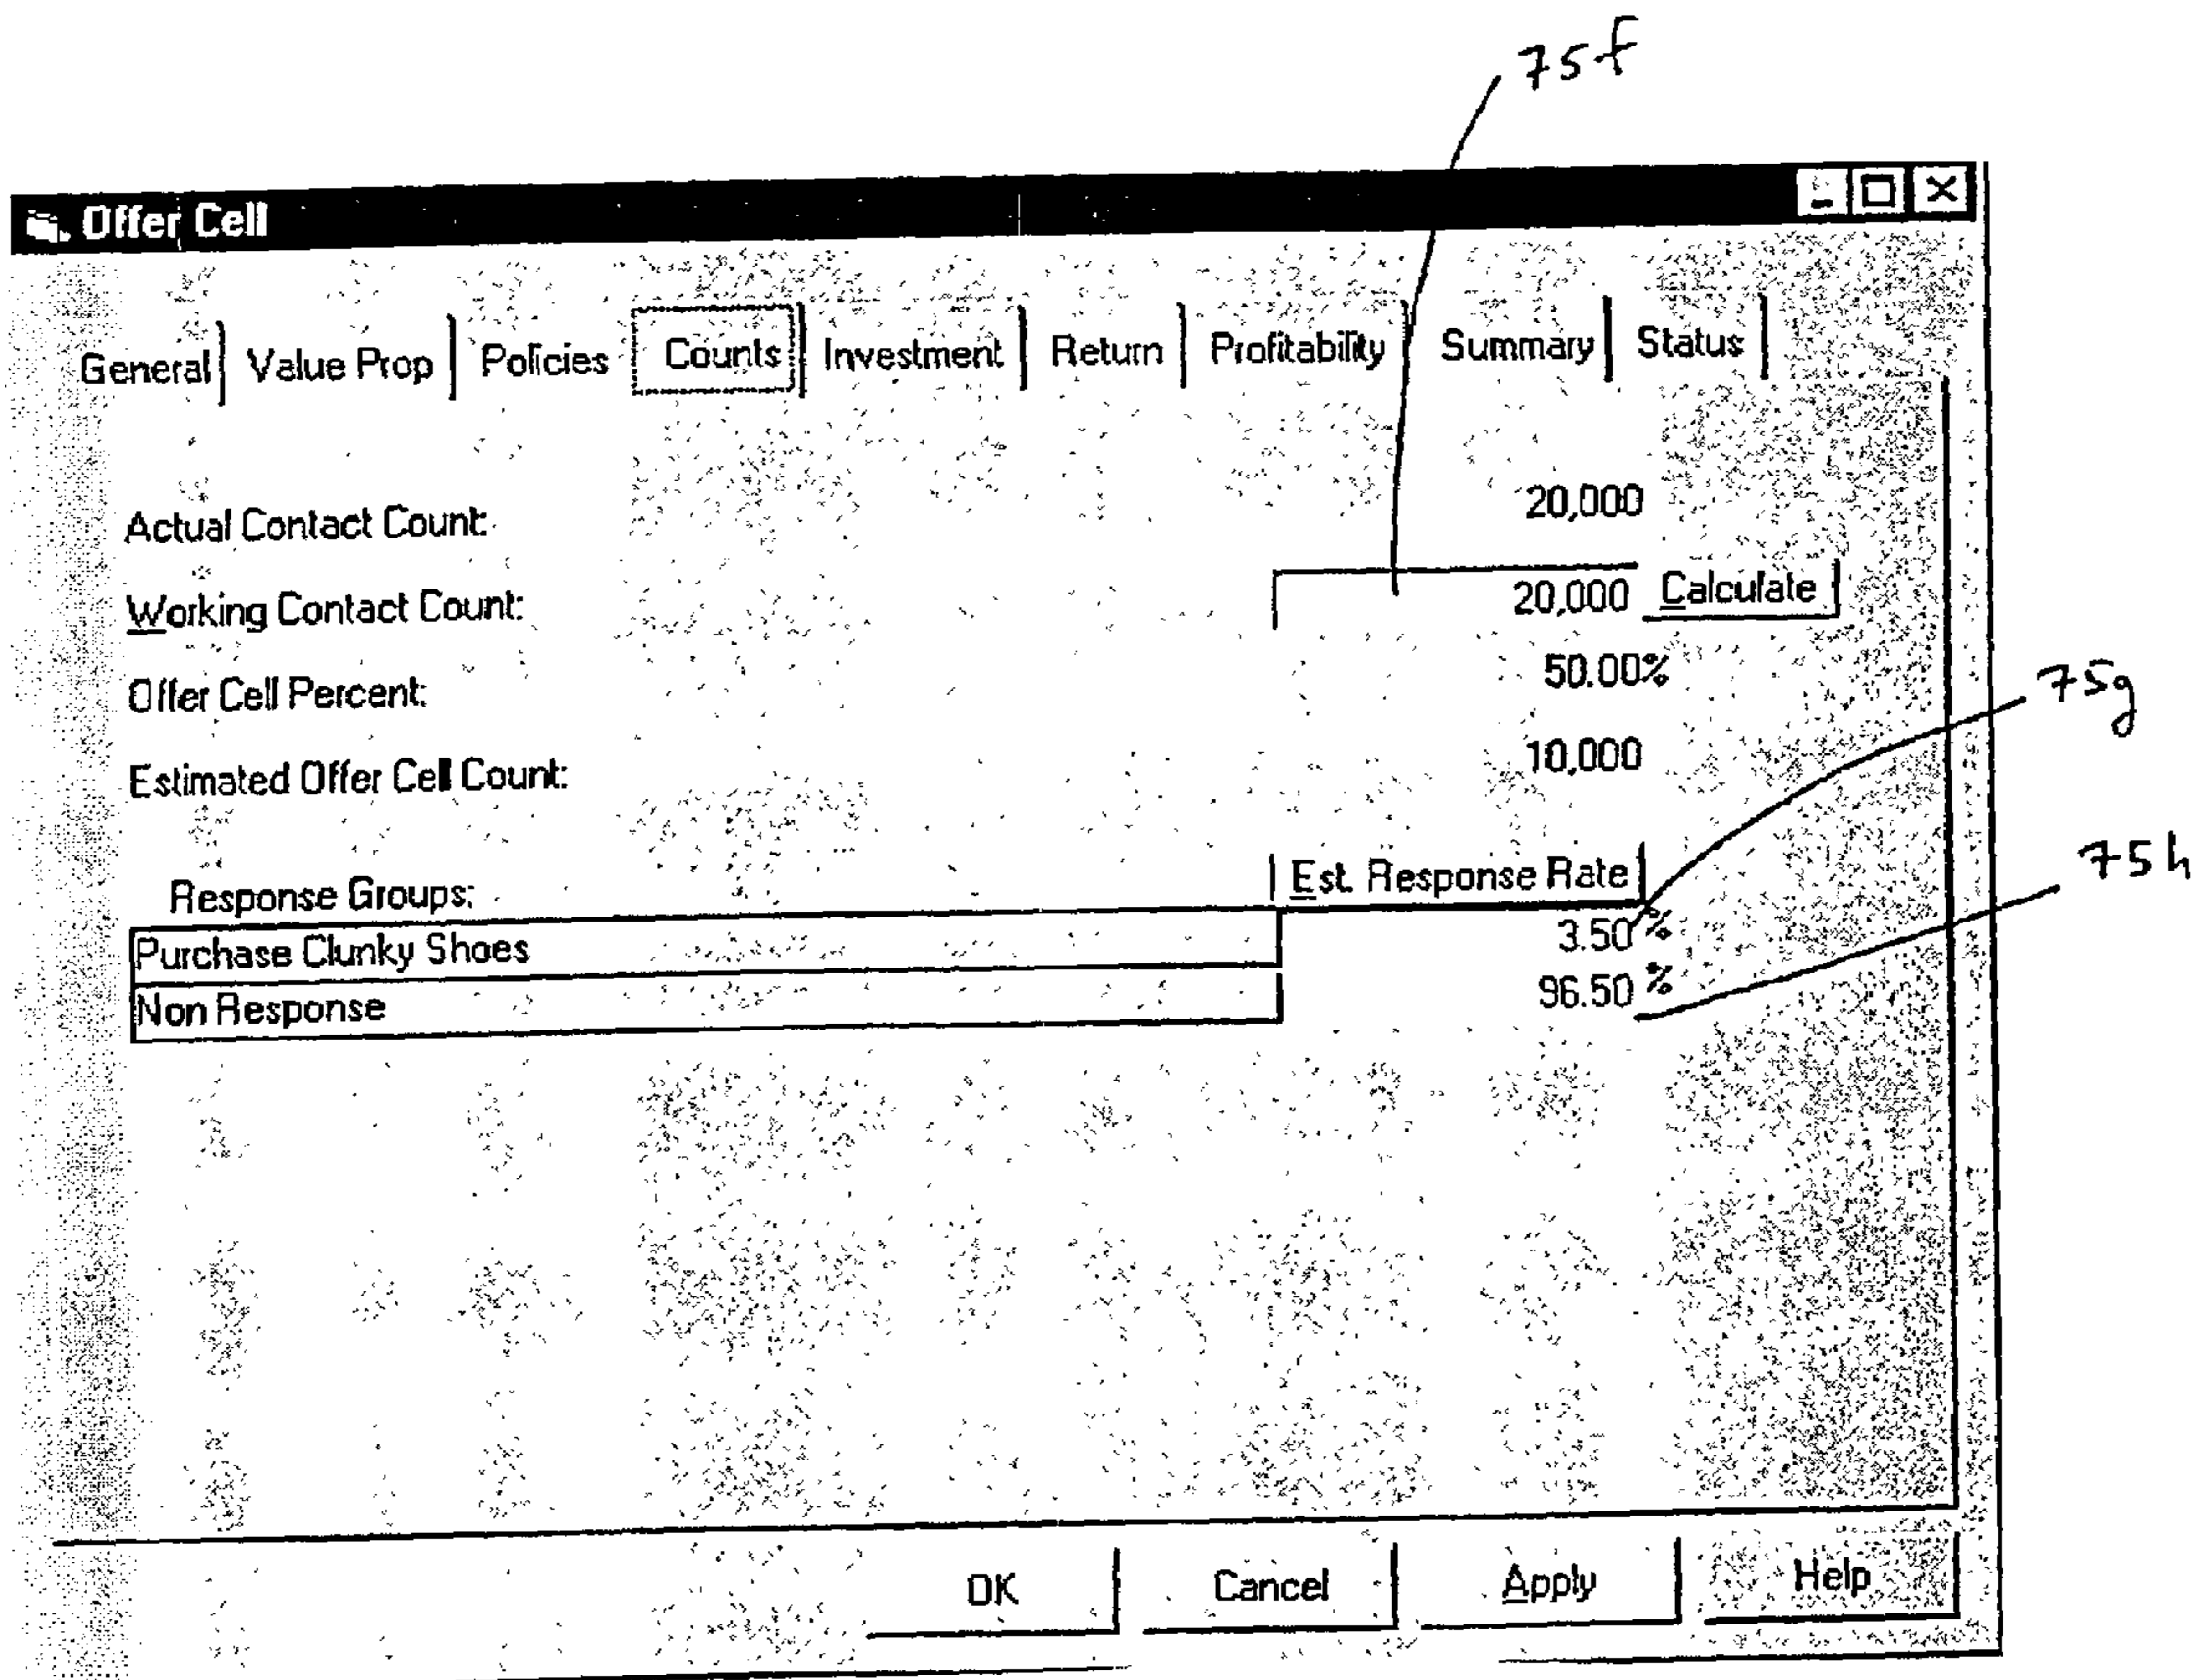 75f
Offer Cell
General Value Prop Policies Counts Investment Return Profitability Summary Status
Actual Contact Count: 20,000
Working Contact Count: 20,000 Calculate
Offer Cell Percent: 50.00%
75g
Estimated Offer Cell Count: 10,000
75h
Response Groups: Est. Response Rate
Purchase Clunky Shoes 3.50 %
Non Response 96.50 %
OK Cancel Apply Help